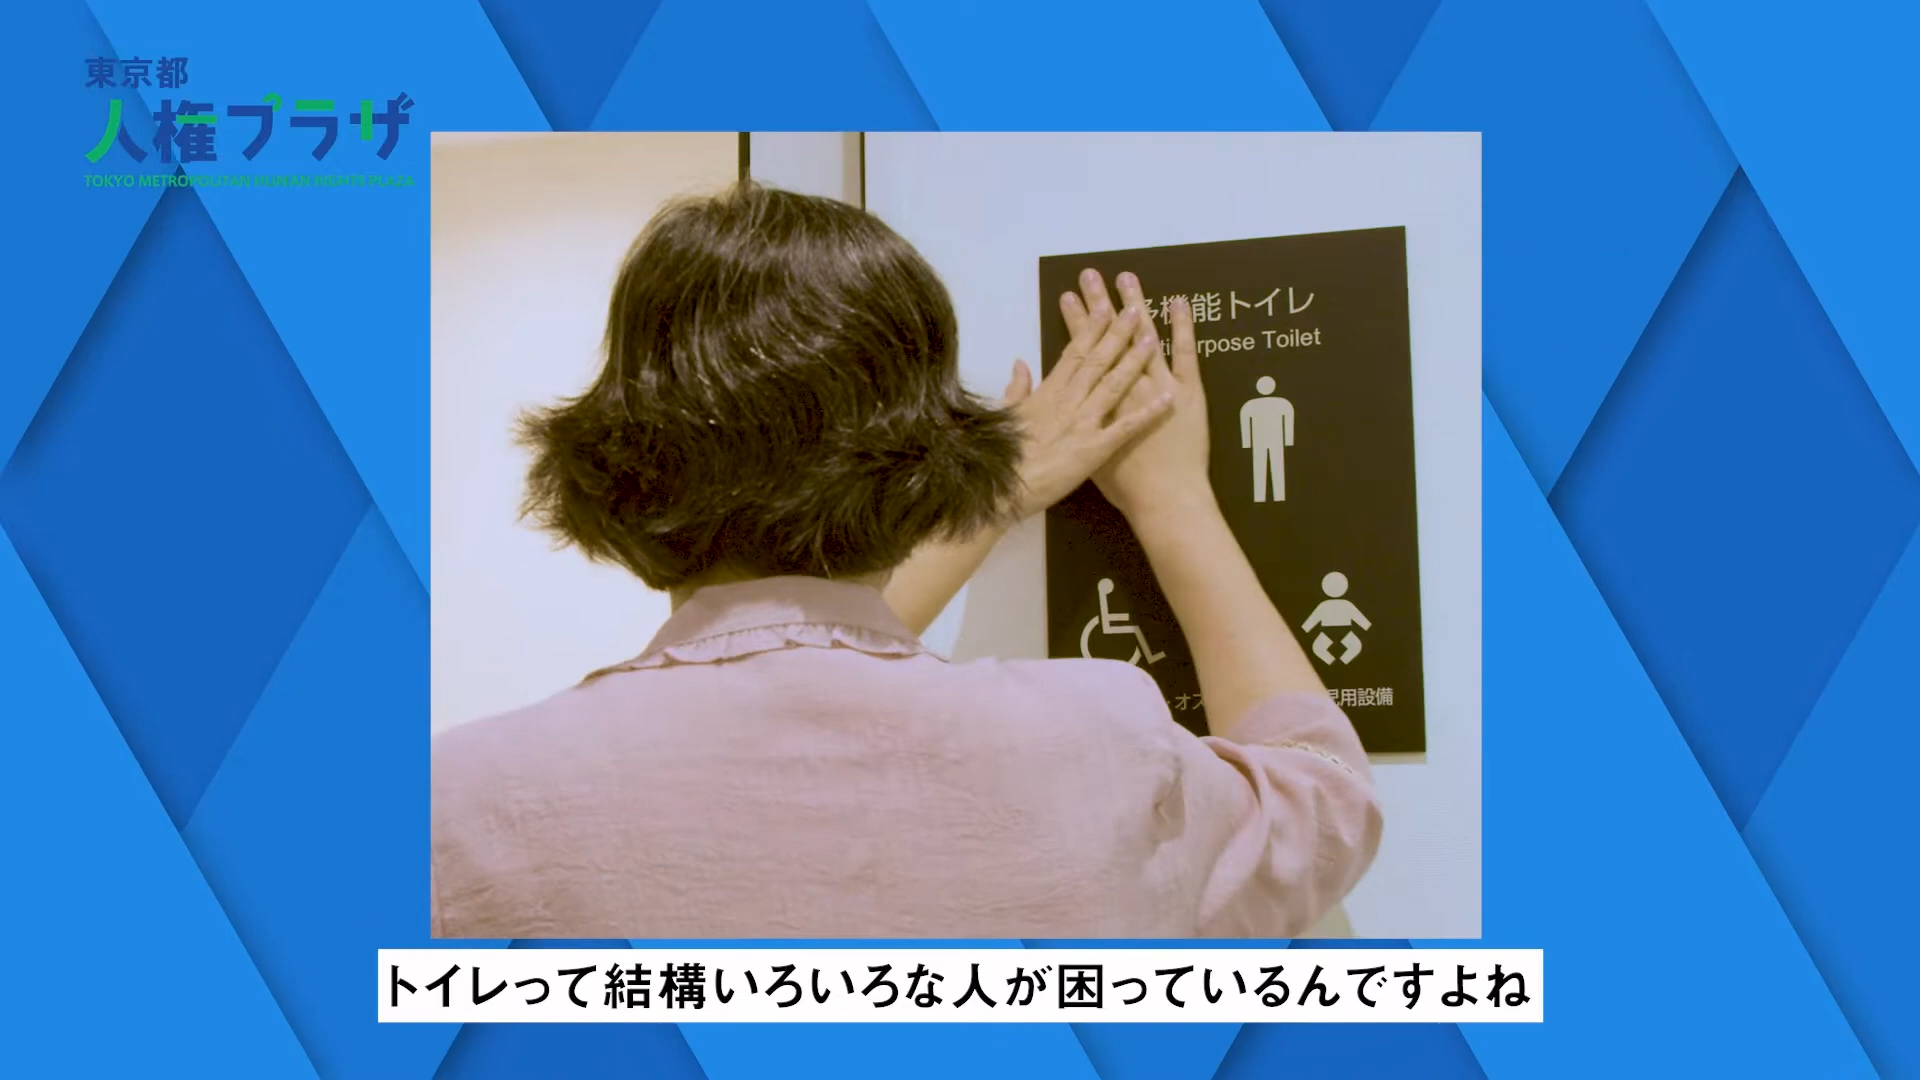 東京都
人権プラザ
TOKYO METROPOLITAN HUMAN RIGHTS PLAZA
機能トイレ
Toilet
用設備
トイレって結構いろいろな人が困っているんですよね